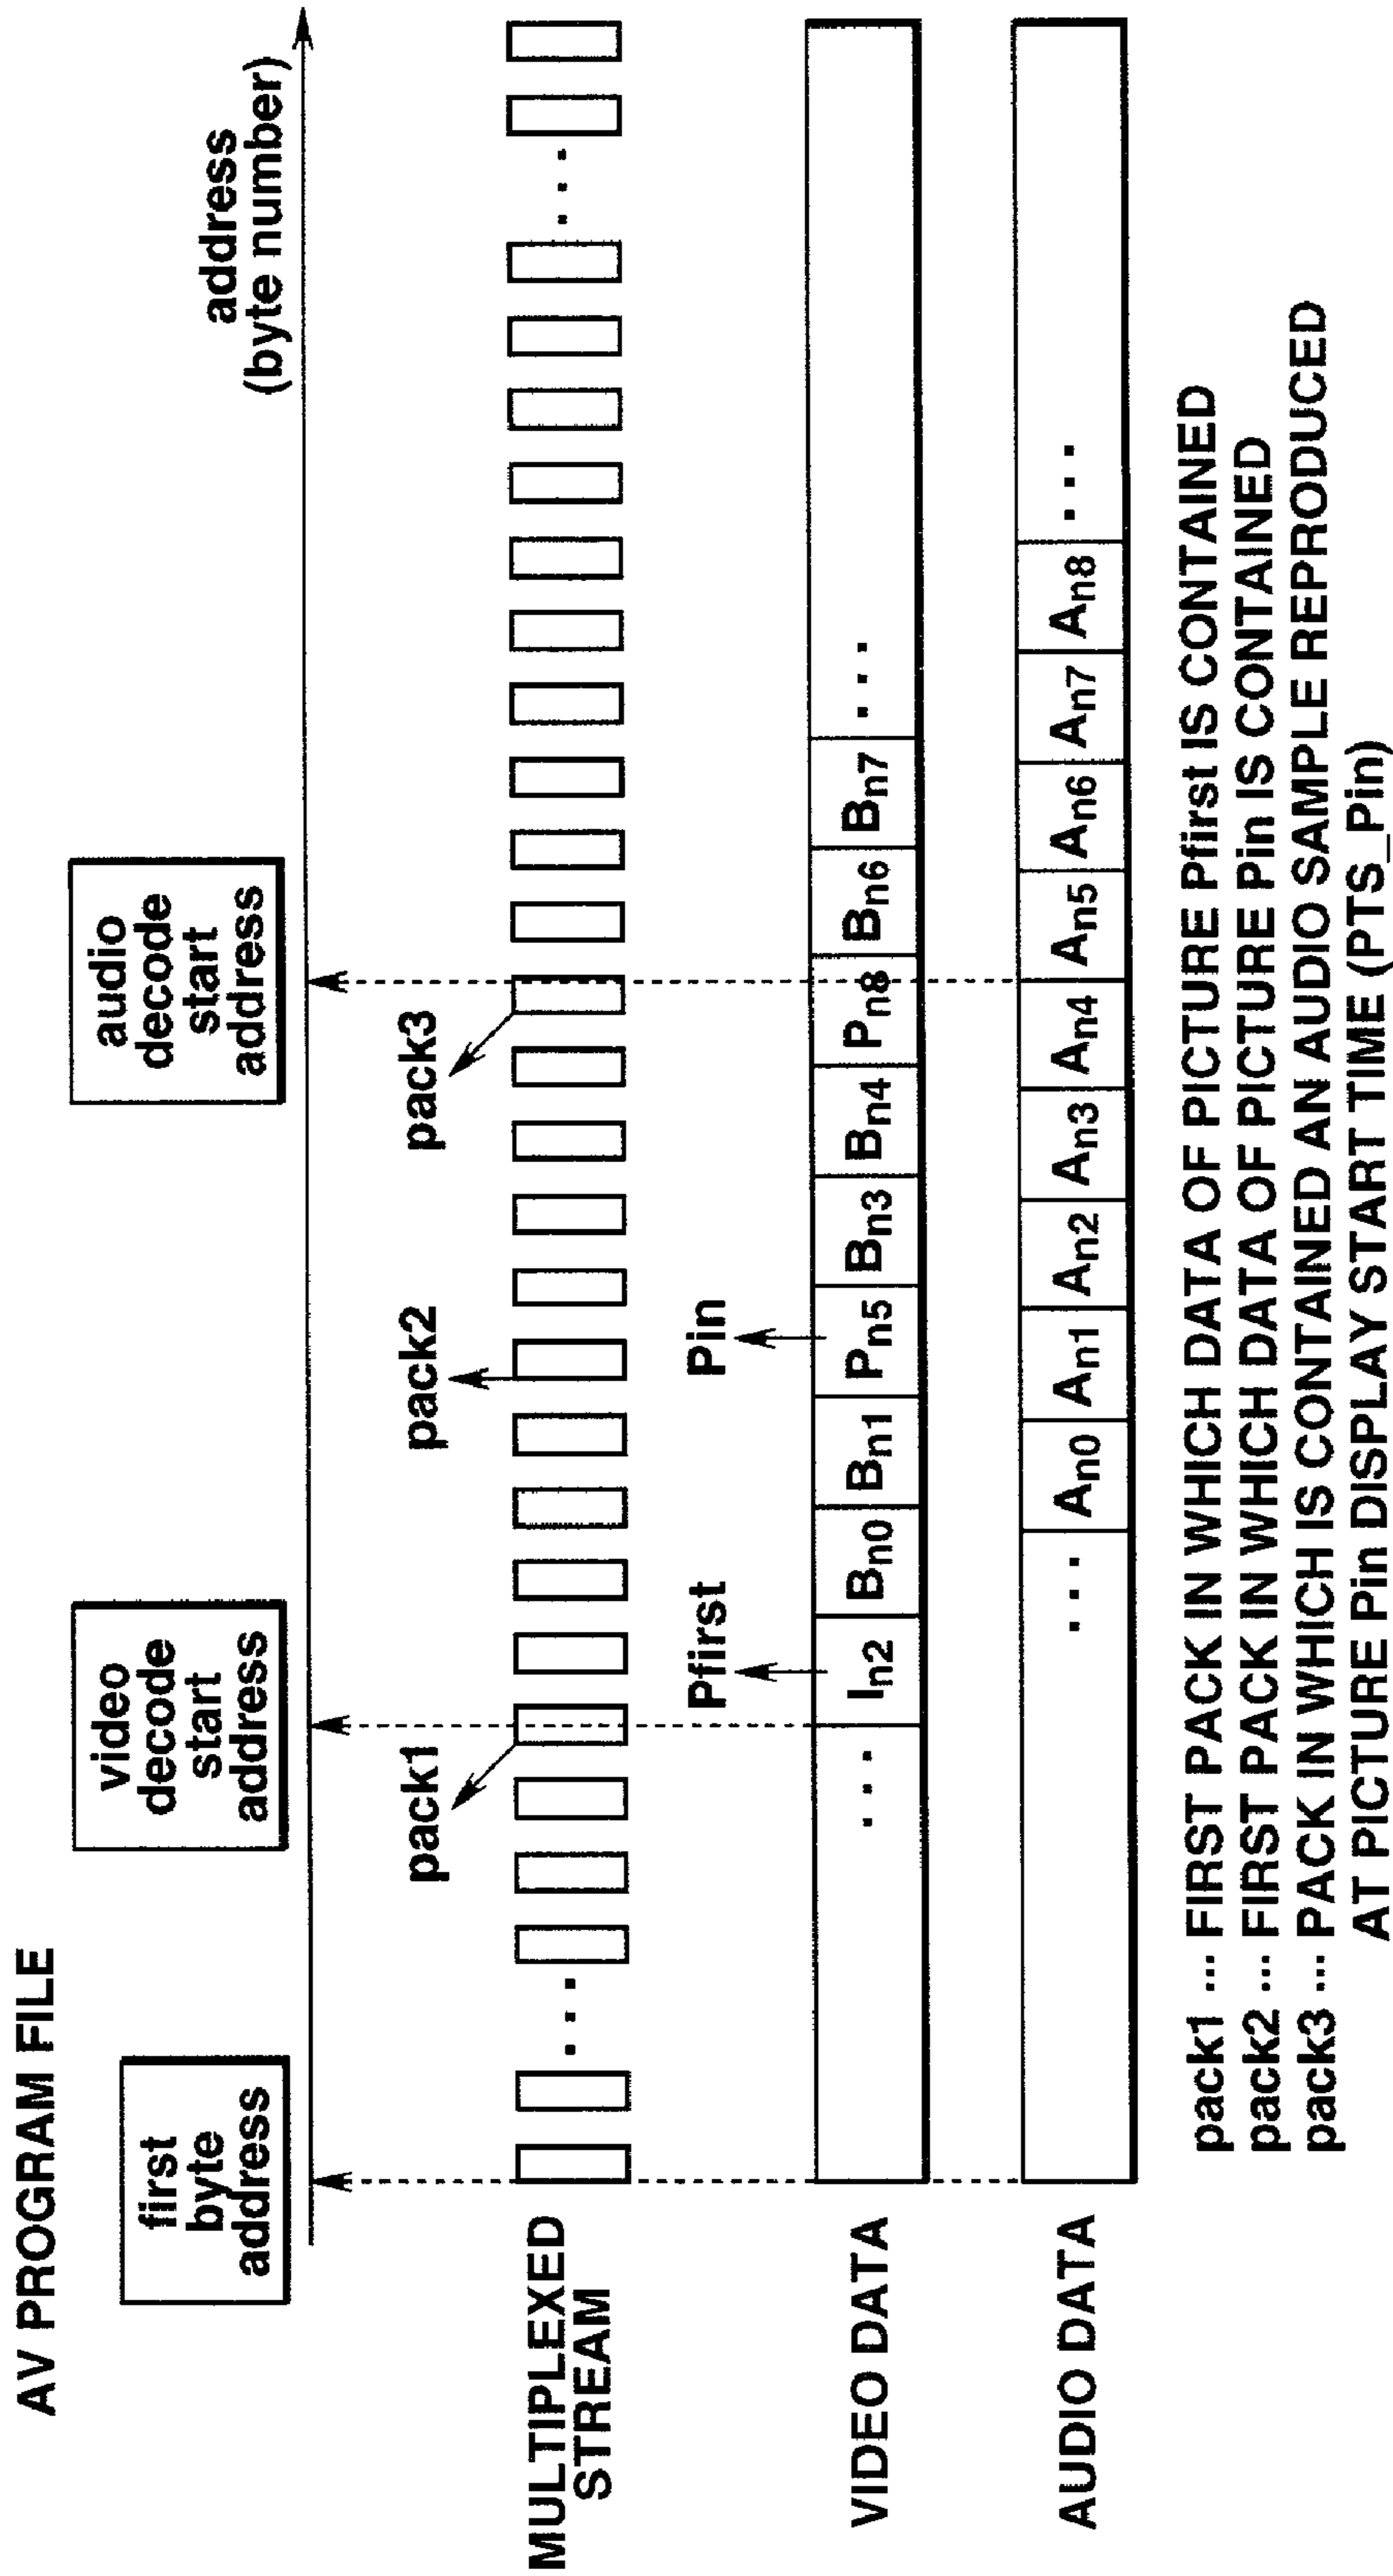 AV PROGRAM FILE
first
byte
address
video
decode
start
address
audio
decode
start
address
address
(byte number)
MULTIPLEXED
STREAM
...
pack1
pack2
pack3
...
Pfirst
Pin
VIDEO DATA
... In2 Bn0 Bn1 Pn5 Bn3 Bn4 Pn8 Bn6 Bn7 ...
AUDIO DATA
... An0 An1 An2 An3 An4 An5 An6 An7 An8 ...
pack1 ... FIRST PACK IN WHICH DATA OF PICTURE Pfirst IS CONTAINED
pack2 ... FIRST PACK IN WHICH DATA OF PICTURE Pin IS CONTAINED
pack3 ... PACK IN WHICH IS CONTAINED AN AUDIO SAMPLE REPRODUCED
AT PICTURE Pin DISPLAY START TIME (PTS_Pin)